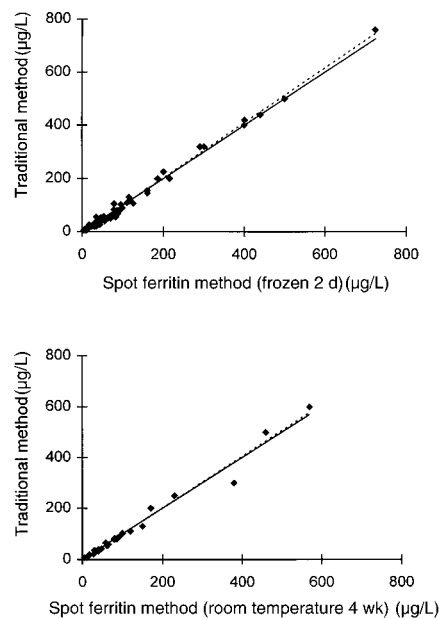 Traditional method (µg/L)
800
600
400
200
0
0 200 400 600 800
Spot ferritin method (frozen 2 d) (µg/L)
Traditional method (µg/L)
800
600
400
200
0
0 200 400 600 800
Spot ferritin method (room temperature 4 wk) (µg/L)